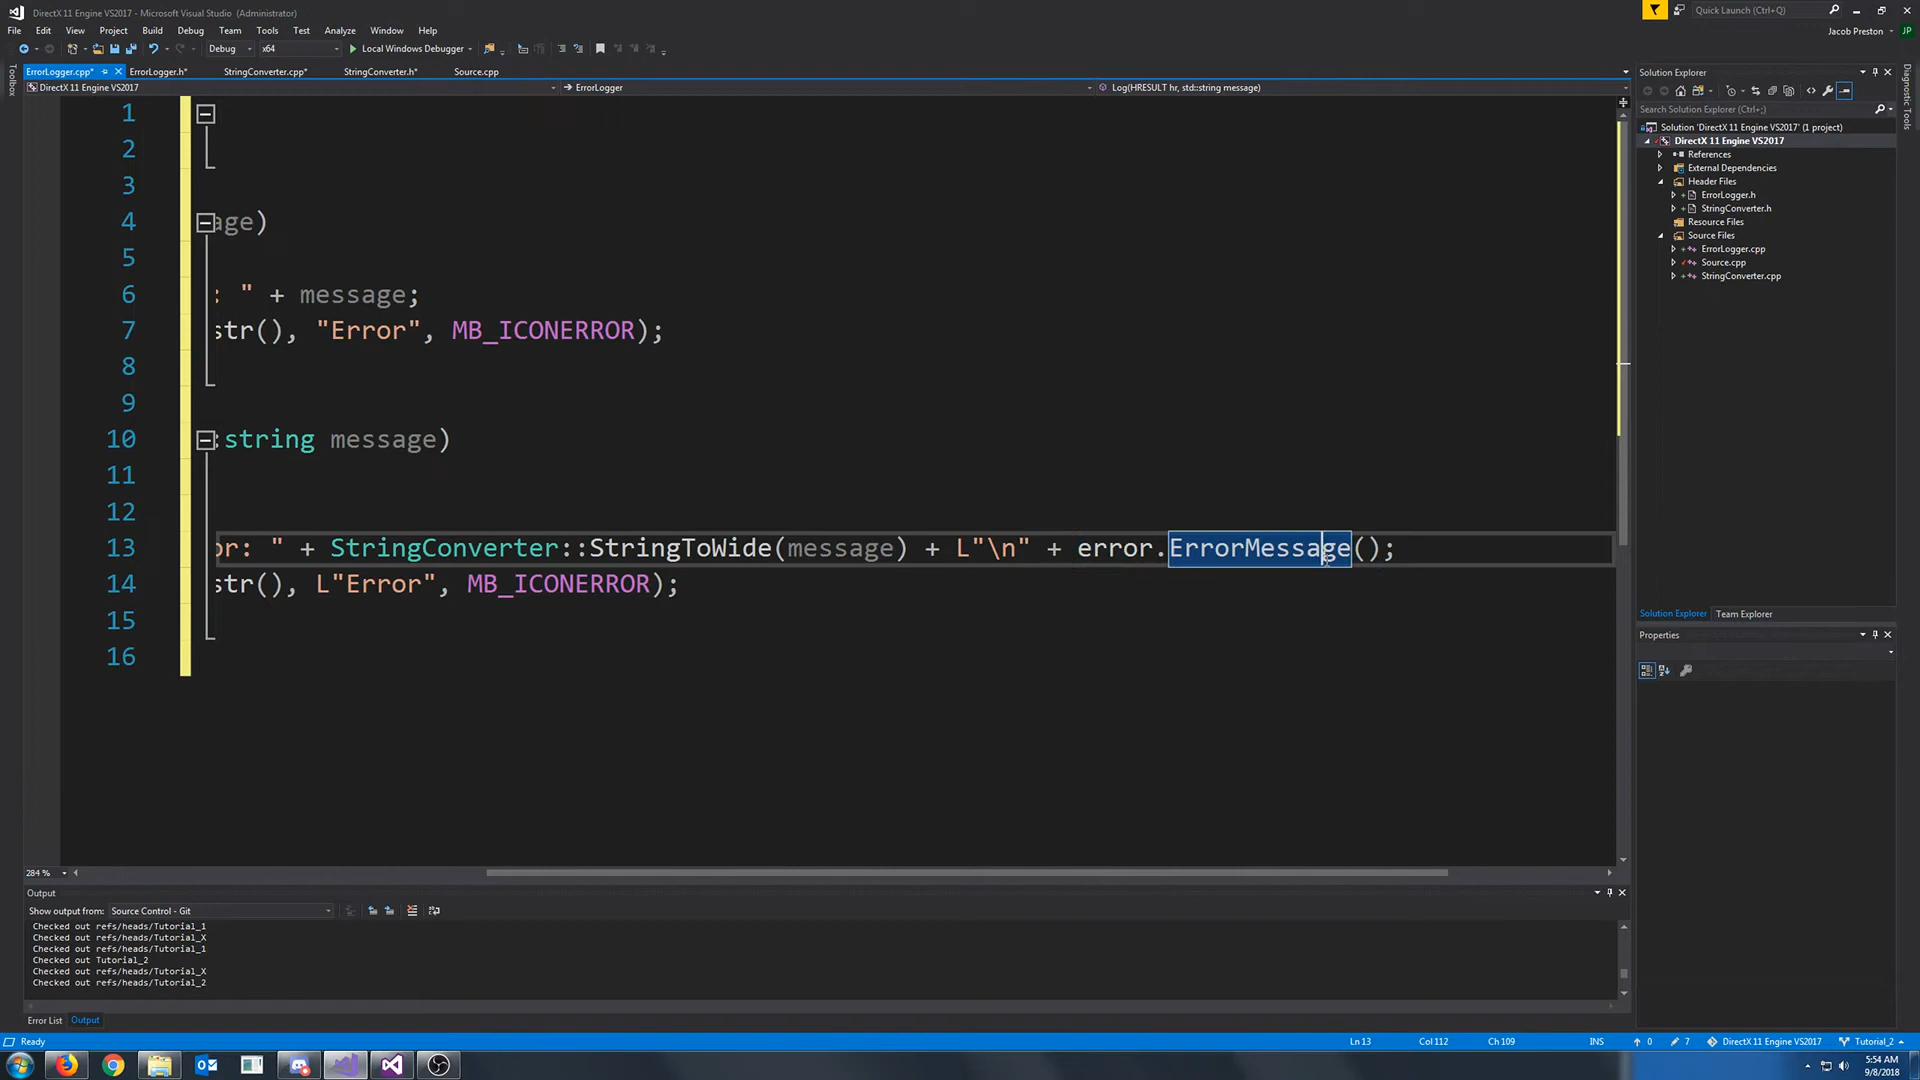 DirectX 11 Engine VS2017 - Microsoft Visual Studio (Administrator)
Quick Launch (Ctrl+Q)
File Edit View Project Build Debug Team Tools Test Analyze Window Help
Jacob Preston JP
Debug x64 Local Windows Debugger
ErrorLogger.cpp* ErrorLogger.h* StringConverter.cpp* StringConverter.h* Source.cpp
DirectX 11 Engine VS2017 ErrorLogger Log(HRESULT hr, std::string message)
Toolbox
1
2
3
4 age)
5
6 : " + message;
7 str(), "Error", MB_ICONERROR);
8
9
10 :string message)
11
12
13 or: " + StringConverter::StringToWide(message) + L"\n" + error.ErrorMessage();
14 str(), L"Error", MB_ICONERROR);
15
16
284 %
Solution Explorer
Search Solution Explorer (Ctrl+;)
Solution 'DirectX 11 Engine VS2017' (1 project)
DirectX 11 Engine VS2017
References
External Dependencies
Header Files
ErrorLogger.h
StringConverter.h
Resource Files
Source Files
ErrorLogger.cpp
Source.cpp
StringConverter.cpp
Solution Explorer Team Explorer
Properties
Diagnostic Tools
Output
Show output from: Source Control - Git
Checked out refs/heads/Tutorial_1
Checked out refs/heads/Tutorial_X
Checked out refs/heads/Tutorial_1
Checked out Tutorial_2
Checked out refs/heads/Tutorial_X
Checked out refs/heads/Tutorial_2
Error List Output
Ready Ln 13 Col 112 Ch 109 INS 0 7 DirectX 11 Engine VS2017 Tutorial_2
5:54 AM
9/8/2018